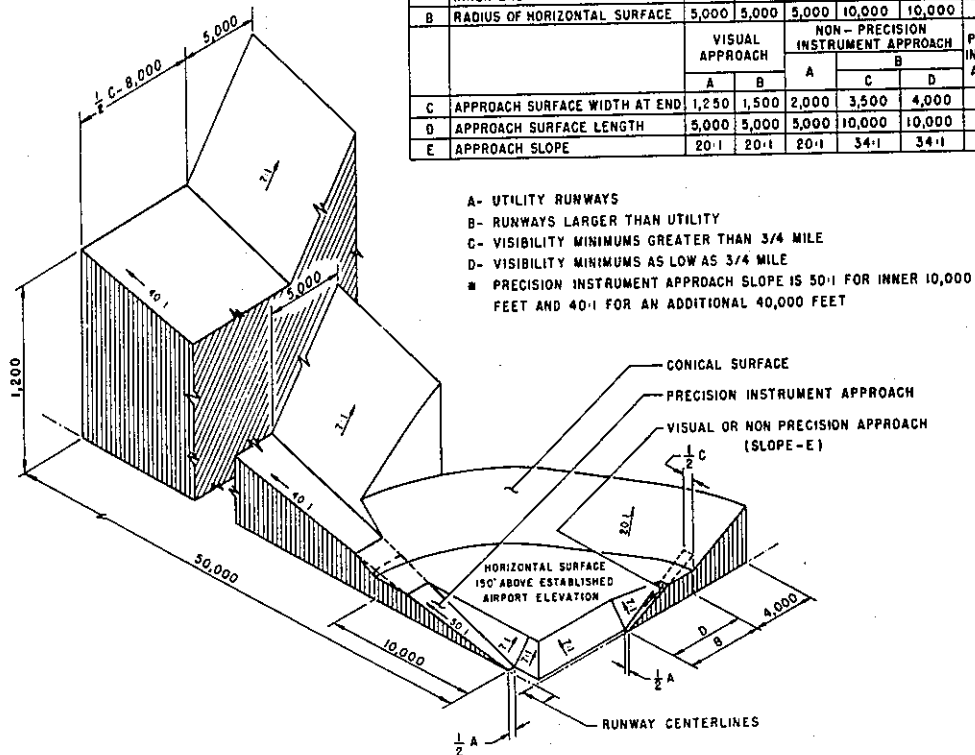 B RADIUS OF HORIZONTAL SURFACE 5,000 5,000 5,000 10,000 10,000
VISUAL APPROACH NON-PRECISION INSTRUMENT APPROACH
A B A B
C D
C APPROACH SURFACE WIDTH AT END 1,250 1,500 2,000 3,500 4,000
D APPROACH SURFACE LENGTH 5,000 5,000 5,000 10,000 10,000
E APPROACH SLOPE 20:1 20:1 20:1 34:1 34:1
A- UTILITY RUNWAYS
B- RUNWAYS LARGER THAN UTILITY
C- VISIBILITY MINIMUMS GREATER THAN 3/4 MILE
D- VISIBILITY MINIMUMS AS LOW AS 3/4 MILE
* PRECISION INSTRUMENT APPROACH SLOPE IS 50:1 FOR INNER 10,000
FEET AND 40:1 FOR AN ADDITIONAL 40,000 FEET
5,000
1/2 C-8,000
7:1
40:1
5,000
1,200
7:1
40:1
CONICAL SURFACE
PRECISION INSTRUMENT APPROACH
VISUAL OR NON PRECISION APPROACH
(SLOPE-E)
1/2 C
20:1
HORIZONTAL SURFACE
150' ABOVE ESTABLISHED
AIRPORT ELEVATION
50,000
50:1
7:1
7:1
7:1
7:1
4,000
D
B
10,000
1/2 A
RUNWAY CENTERLINES
1/2 A